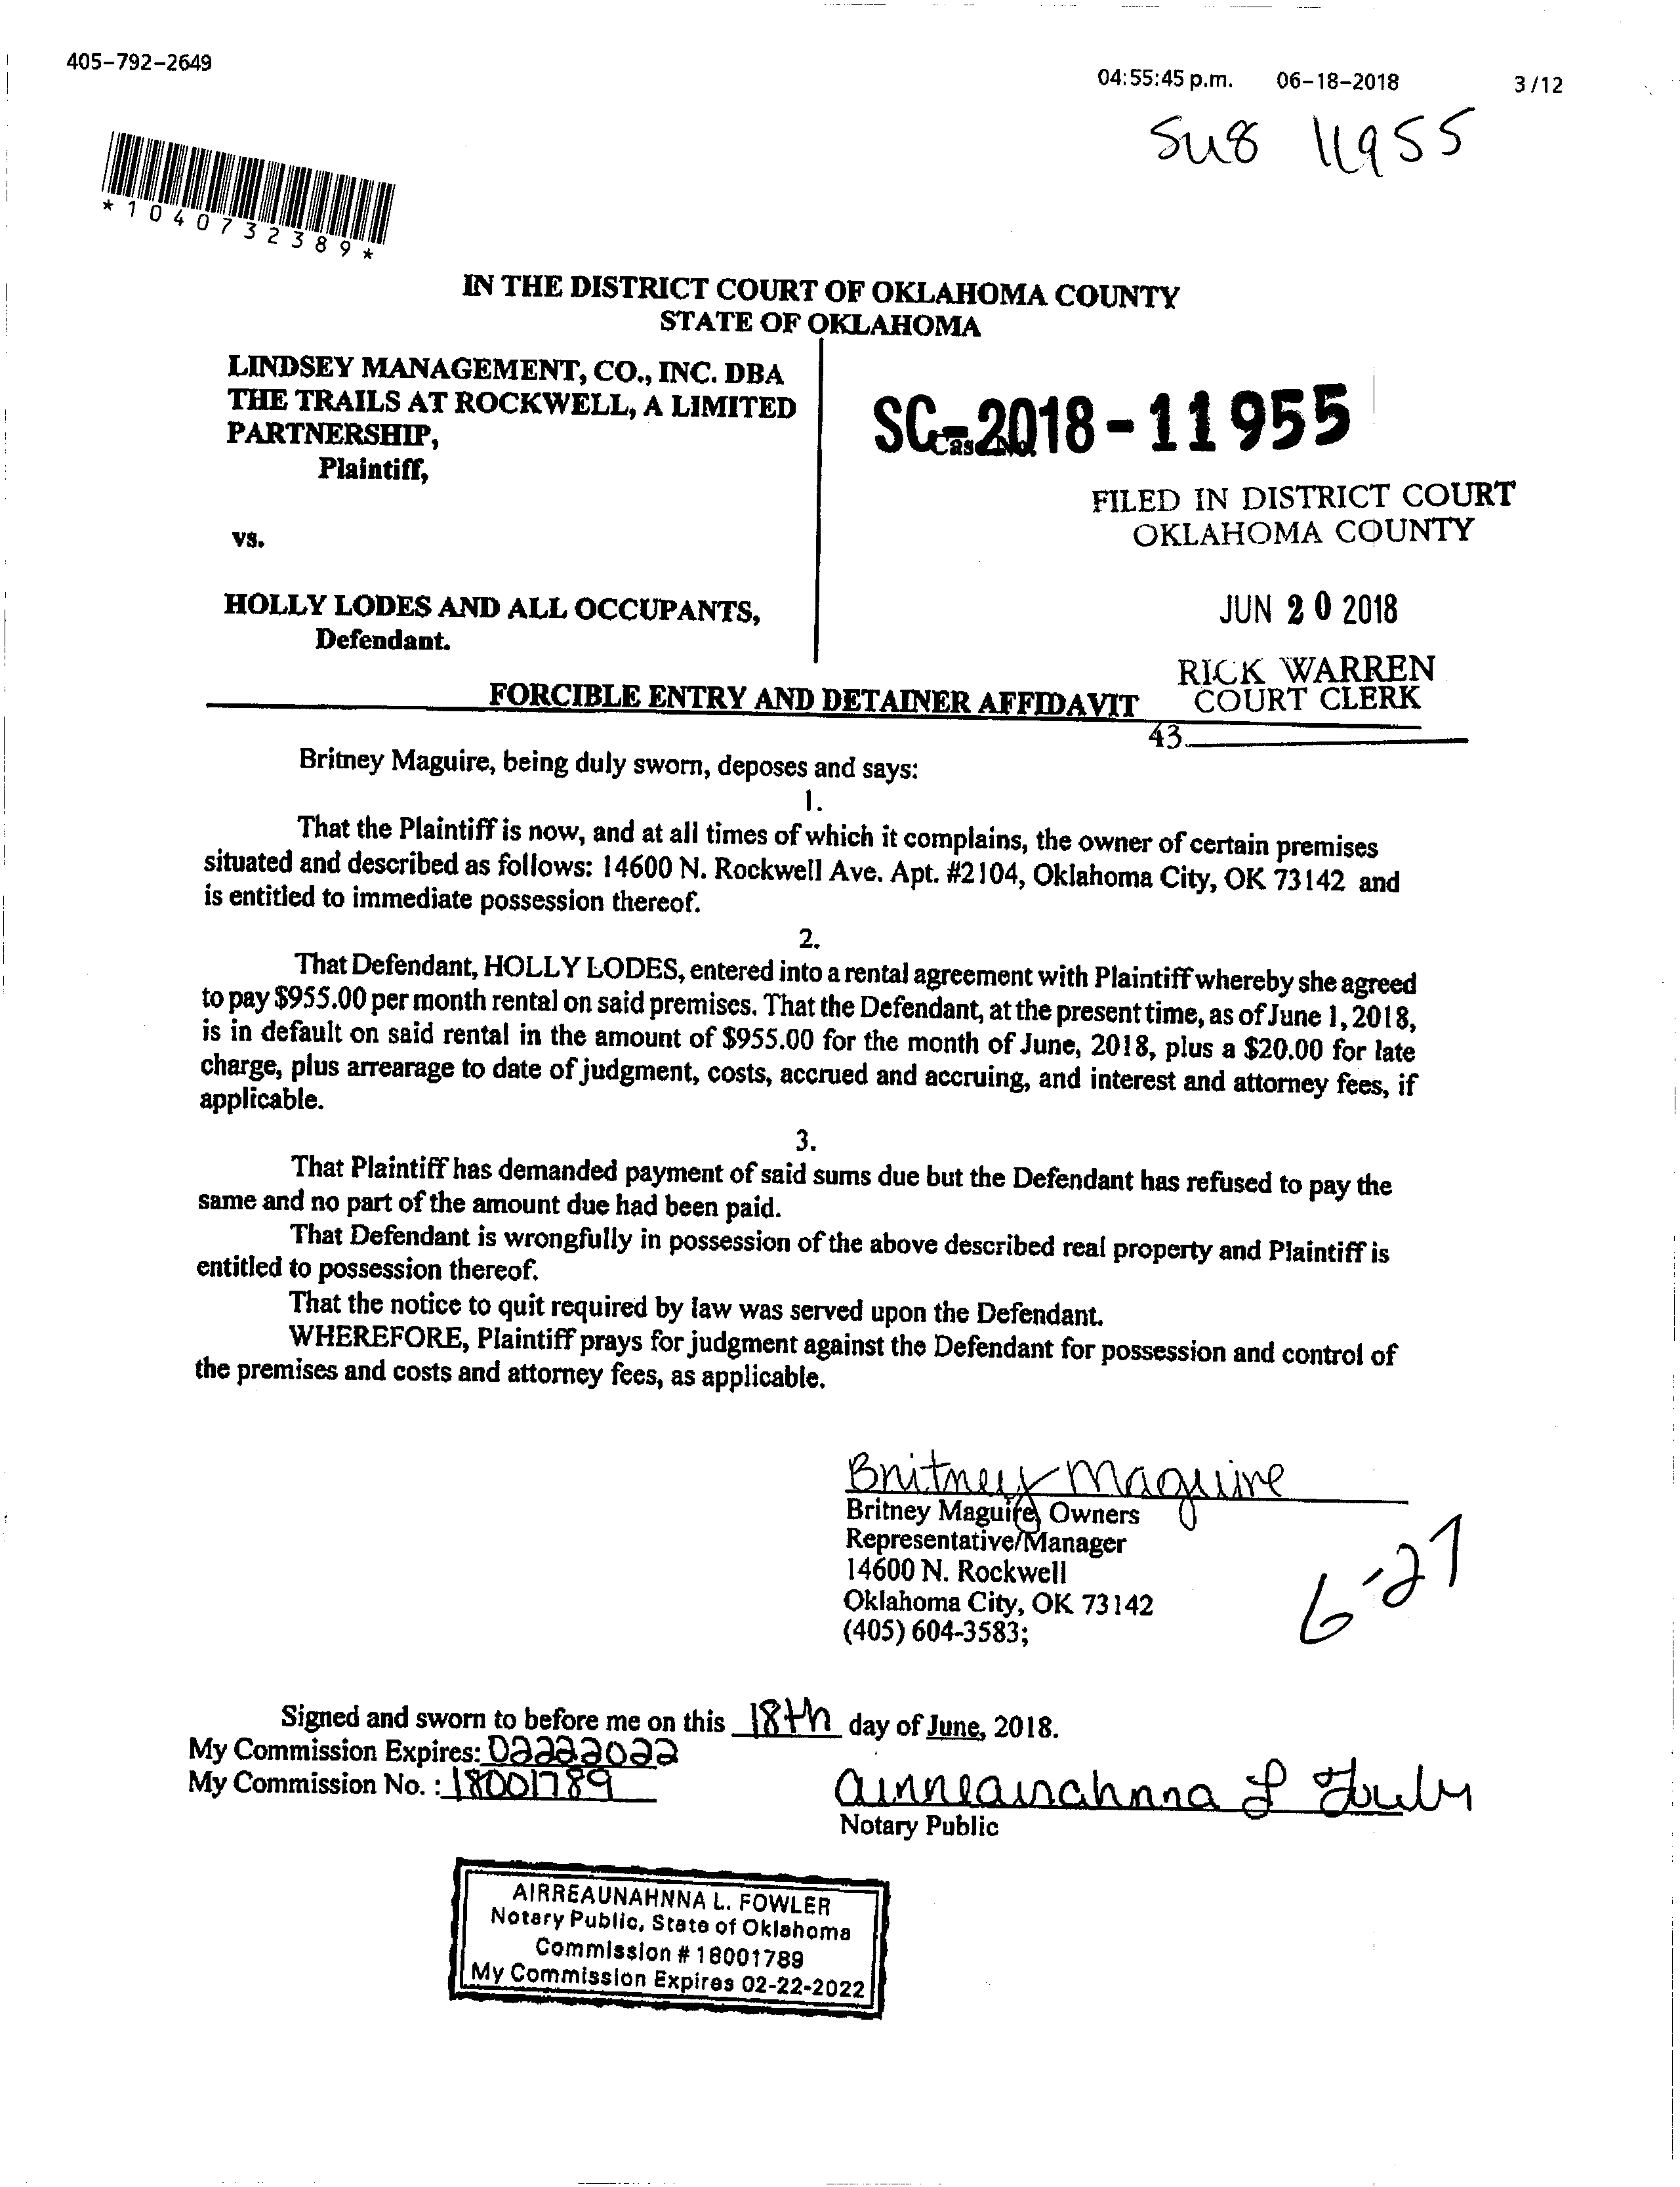 405-792-2649
04:55:45 p.m. 06-18-2018 3/12
SU8 11955
*1040732389*
IN THE DISTRICT COURT OF OKLAHOMA COUNTY
STATE OF OKLAHOMA
LINDSEY MANAGEMENT, CO., INC. DBA
THE TRAILS AT ROCKWELL, A LIMITED
PARTNERSHIP,
Plaintiff,
vs.
HOLLY LODES AND ALL OCCUPANTS,
Defendant.
SC-2018-11955
FILED IN DISTRICT COURT
OKLAHOMA COUNTY
JUN 20 2018
RICK WARREN
COURT CLERK
43
FORCIBLE ENTRY AND DETAINER AFFIDAVIT
Britney Maguire, being duly sworn, deposes and says:
1.
That the Plaintiff is now, and at all times of which it complains, the owner of certain premises
situated and described as follows: 14600 N. Rockwell Ave. Apt. #2104, Oklahoma City, OK 73142 and
is entitled to immediate possession thereof.
2.
That Defendant, HOLLY LODES, entered into a rental agreement with Plaintiff whereby she agreed
to pay $955.00 per month rental on said premises. That the Defendant, at the present time, as of June 1, 2018,
is in default on said rental in the amount of $955.00 for the month of June, 2018, plus a $20.00 for late
charge, plus arrearage to date of judgment, costs, accrued and accruing, and interest and attorney fees, if
applicable.
3.
That Plaintiff has demanded payment of said sums due but the Defendant has refused to pay the
same and no part of the amount due had been paid.
That Defendant is wrongfully in possession of the above described real property and Plaintiff is
entitled to possession thereof.
That the notice to quit required by law was served upon the Defendant.
WHEREFORE, Plaintiff prays for judgment against the Defendant for possession and control of
the premises and costs and attorney fees, as applicable.
Britney Maguire
Britney Maguire, Owners
Representative/Manager
14600 N. Rockwell
Oklahoma City, OK 73142
(405) 604-3583;
6-27
Signed and sworn to before me on this 18th day of June, 2018.
My Commission Expires: 02222022
My Commission No. : 18001789
Notary Public
AIRREAUNAHNNA L. FOWLER
Notary Public, State of Oklahoma
Commission # 18001789
My Commission Expires 02-22-2022